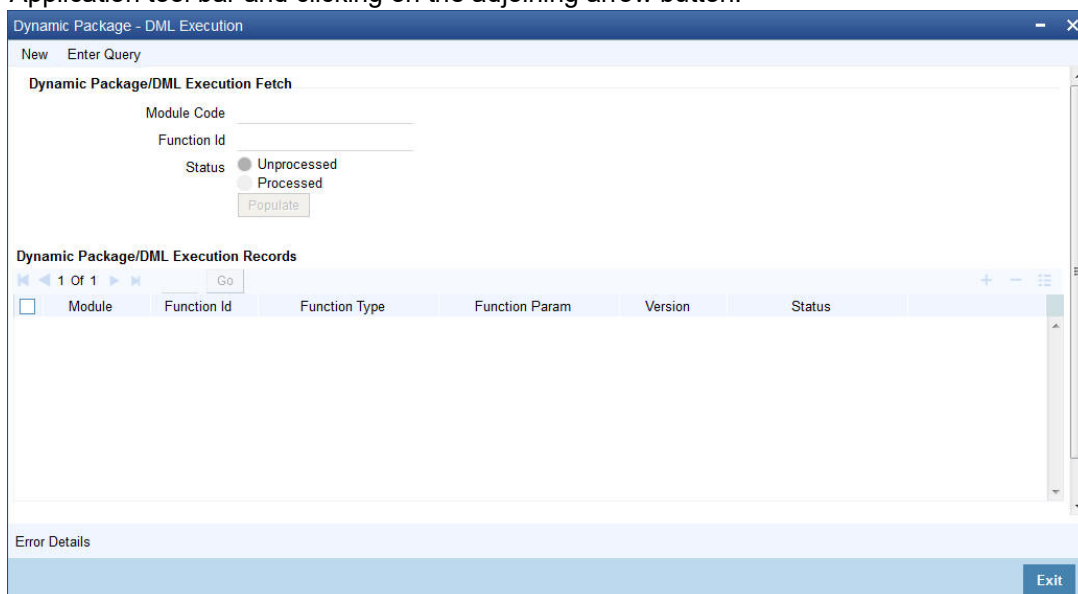 Application tool bar and clicking on the adjoining arrow button.
Dynamic Package - DML Execution
New Enter Query
Dynamic Package/DML Execution Fetch
Module Code
Function Id
Status Unprocessed
Processed
Populate
Dynamic Package/DML Execution Records
1 Of 1 Go
Module Function Id Function Type Function Param Version Status
Error Details
Exit